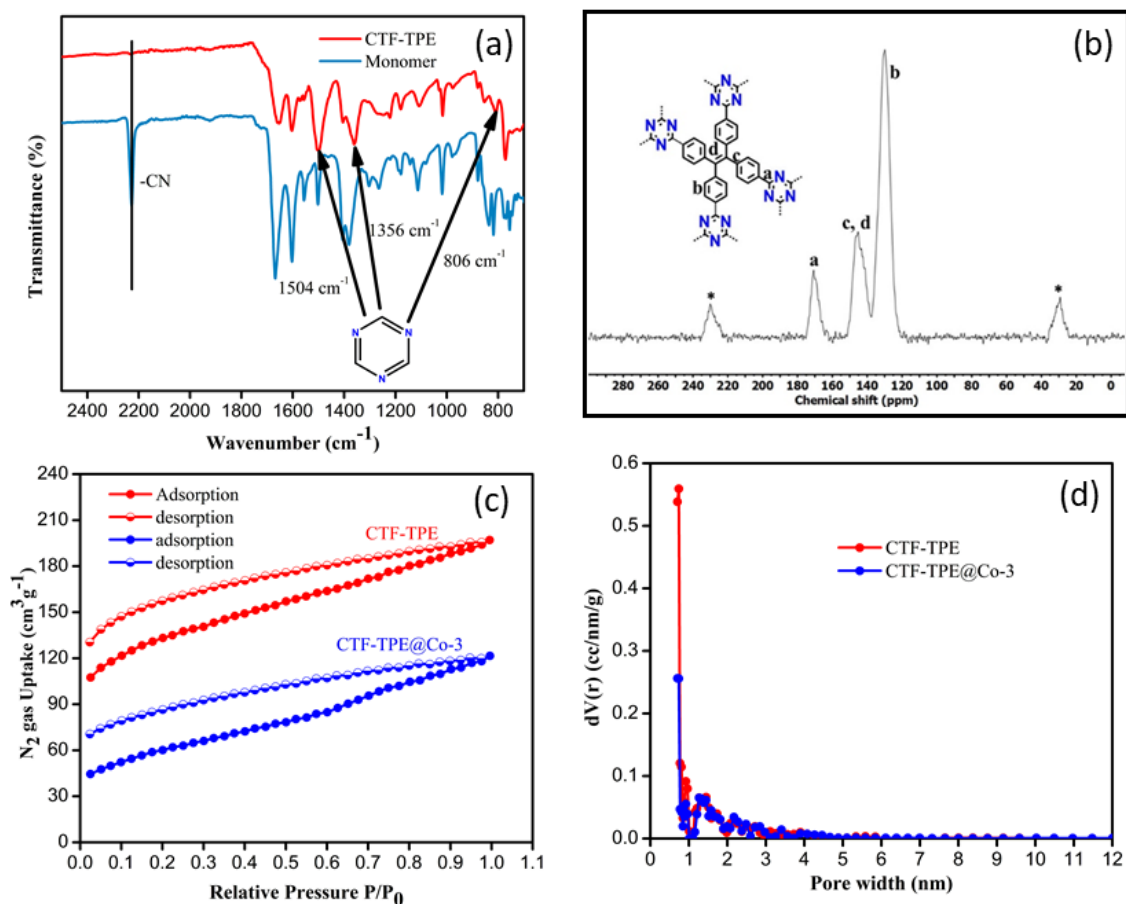 (a)
CTF-TPE
Monomer
-CN
1504 cm-1
1356 cm-1
806 cm-1
N
N
N
Transmittance (%)
2400 2200 2000 1800 1600 1400 1200 1000 800
Wavenumber (cm-1)
(b)
b
c, d
a
*
*
N N N
N N N
N N N
N N N
N N N
N N N
d
c
a
b
280 260 240 220 200 180 160 140 120 100 80 60 40 20 0
Chemical shift (ppm)
(c)
Adsorption
desorption
adsorption
desorption
CTF-TPE
CTF-TPE@Co-3
N2 gas Uptake (cm3g-1)
240
210
180
150
120
90
60
30
0
0.0 0.1 0.2 0.3 0.4 0.5 0.6 0.7 0.8 0.9 1.0 1.1
Relative Pressure P/P0
(d)
CTF-TPE
CTF-TPE@Co-3
dV(r) (cc/nm/g)
0.6
0.5
0.4
0.3
0.2
0.1
0.0
0 1 2 3 4 5 6 7 8 9 10 11 12
Pore width (nm)